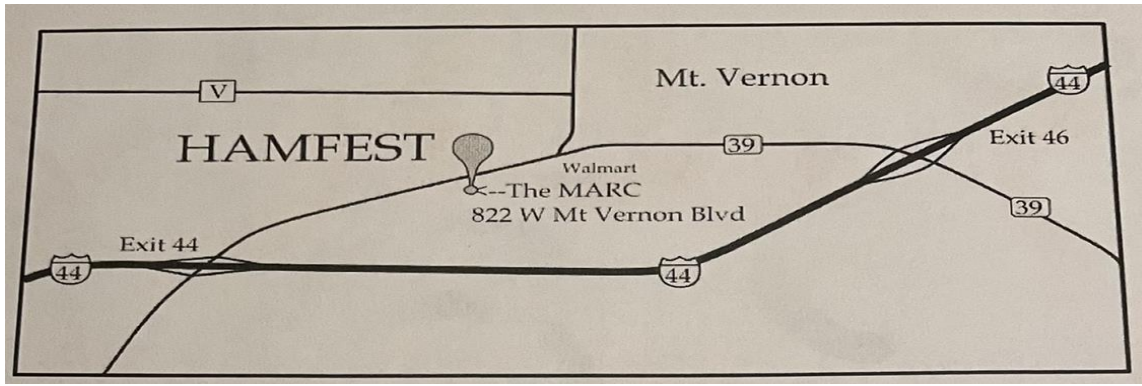 V
Mt. Vernon
44
HAMFEST
39
Exit 46
Walmart
<--The MARC
822 W Mt Vernon Blvd
39
Exit 44
44
44